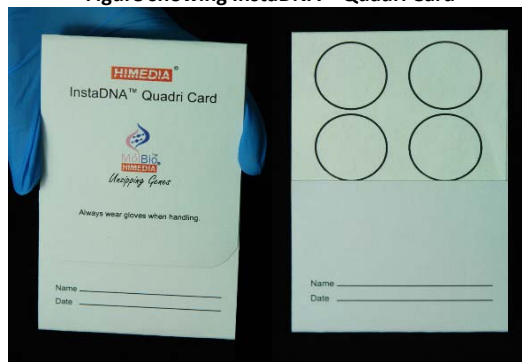 Figure showing InstaDNA™ Quadri Card
HIMEDIA®
InstaDNA™ Quadri Card
MolBio™
HIMEDIA
Unzipping Genes
Always wear gloves when handling.
Name
Date
Name
Date